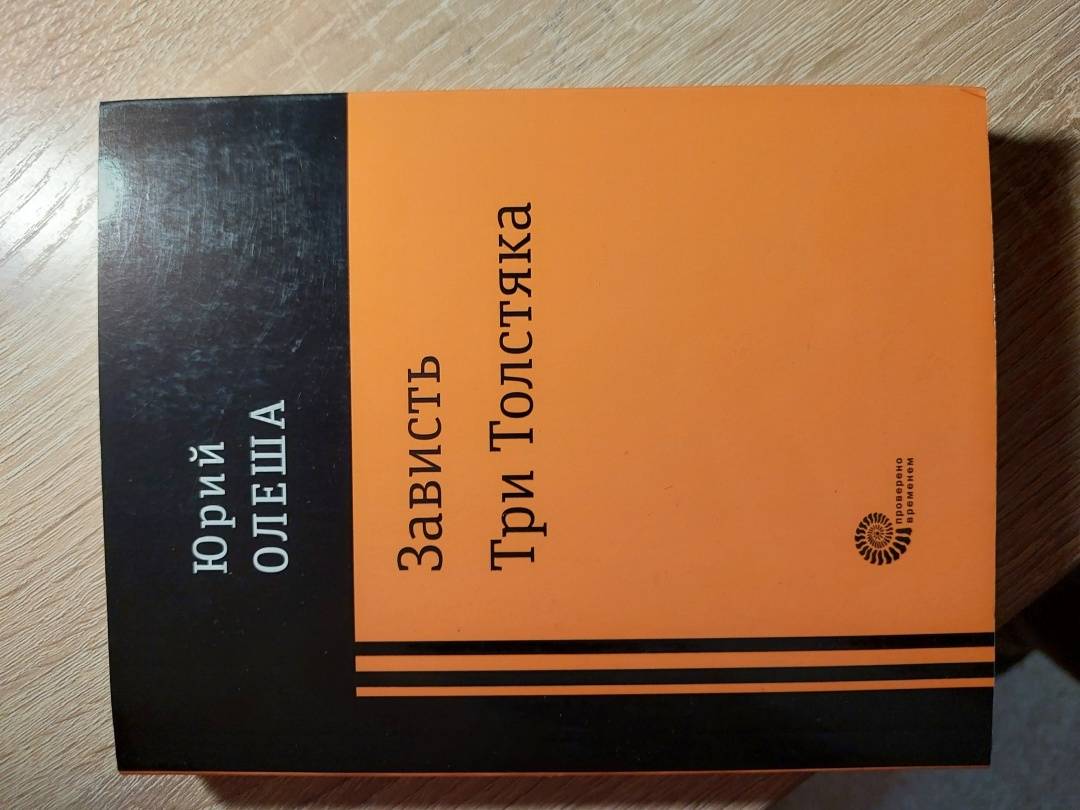 Юрий
ОЛЕША
Зависть
Три Толстяка
проверено
временем